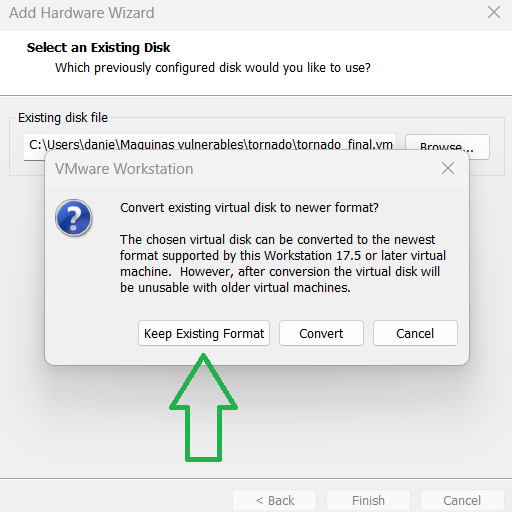 Add Hardware Wizard
Select an Existing Disk
Which previously configured disk would you like to use?
Existing disk file
C:\Users\danie\Maquinas vulnerables\tornado\tornado_final.vm
Browse...
VMware Workstation
Convert existing virtual disk to newer format?
The chosen virtual disk can be converted to the newest
format supported by this Workstation 17.5 or later virtual
machine. However, after conversion the virtual disk will
be unusable with older virtual machines.
Keep Existing Format
Convert
Cancel
< Back
Finish
Cancel